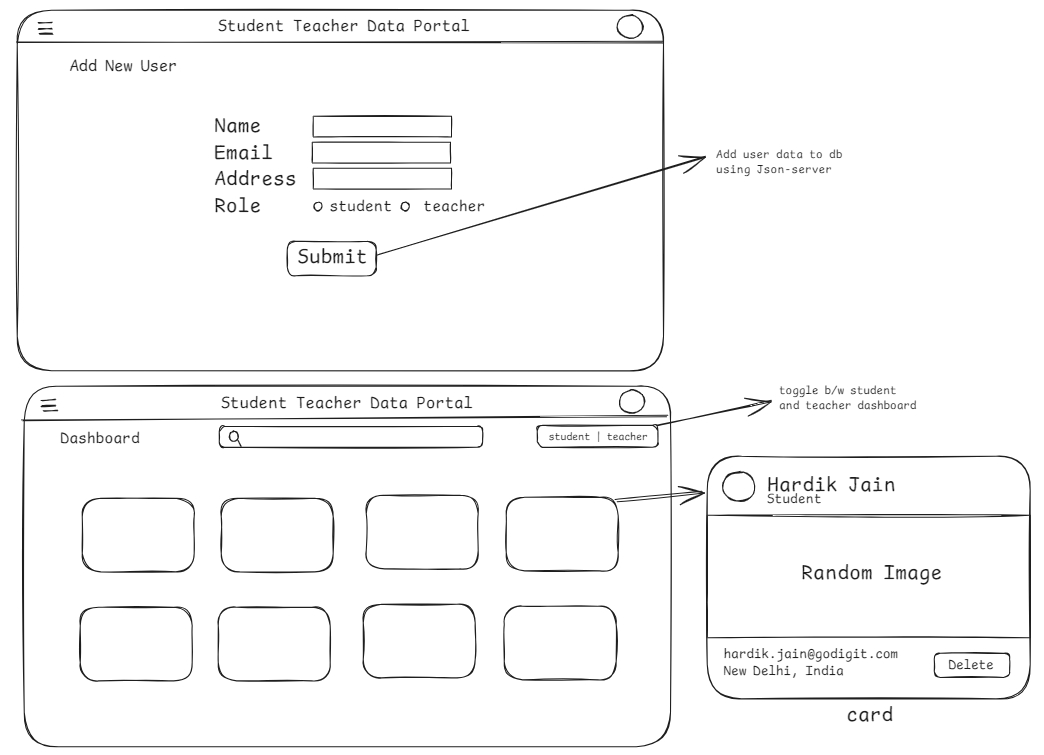 Student Teacher Data Portal
Add New User
Name
Email
Address
Role
student
teacher
Submit
Add user data to db
using Json-server
Student Teacher Data Portal
Dashboard
student | teacher
toggle b/w student
and teacher dashboard
Hardik Jain
Student
Random Image
hardik.jain@godigit.com
New Delhi, India
Delete
card